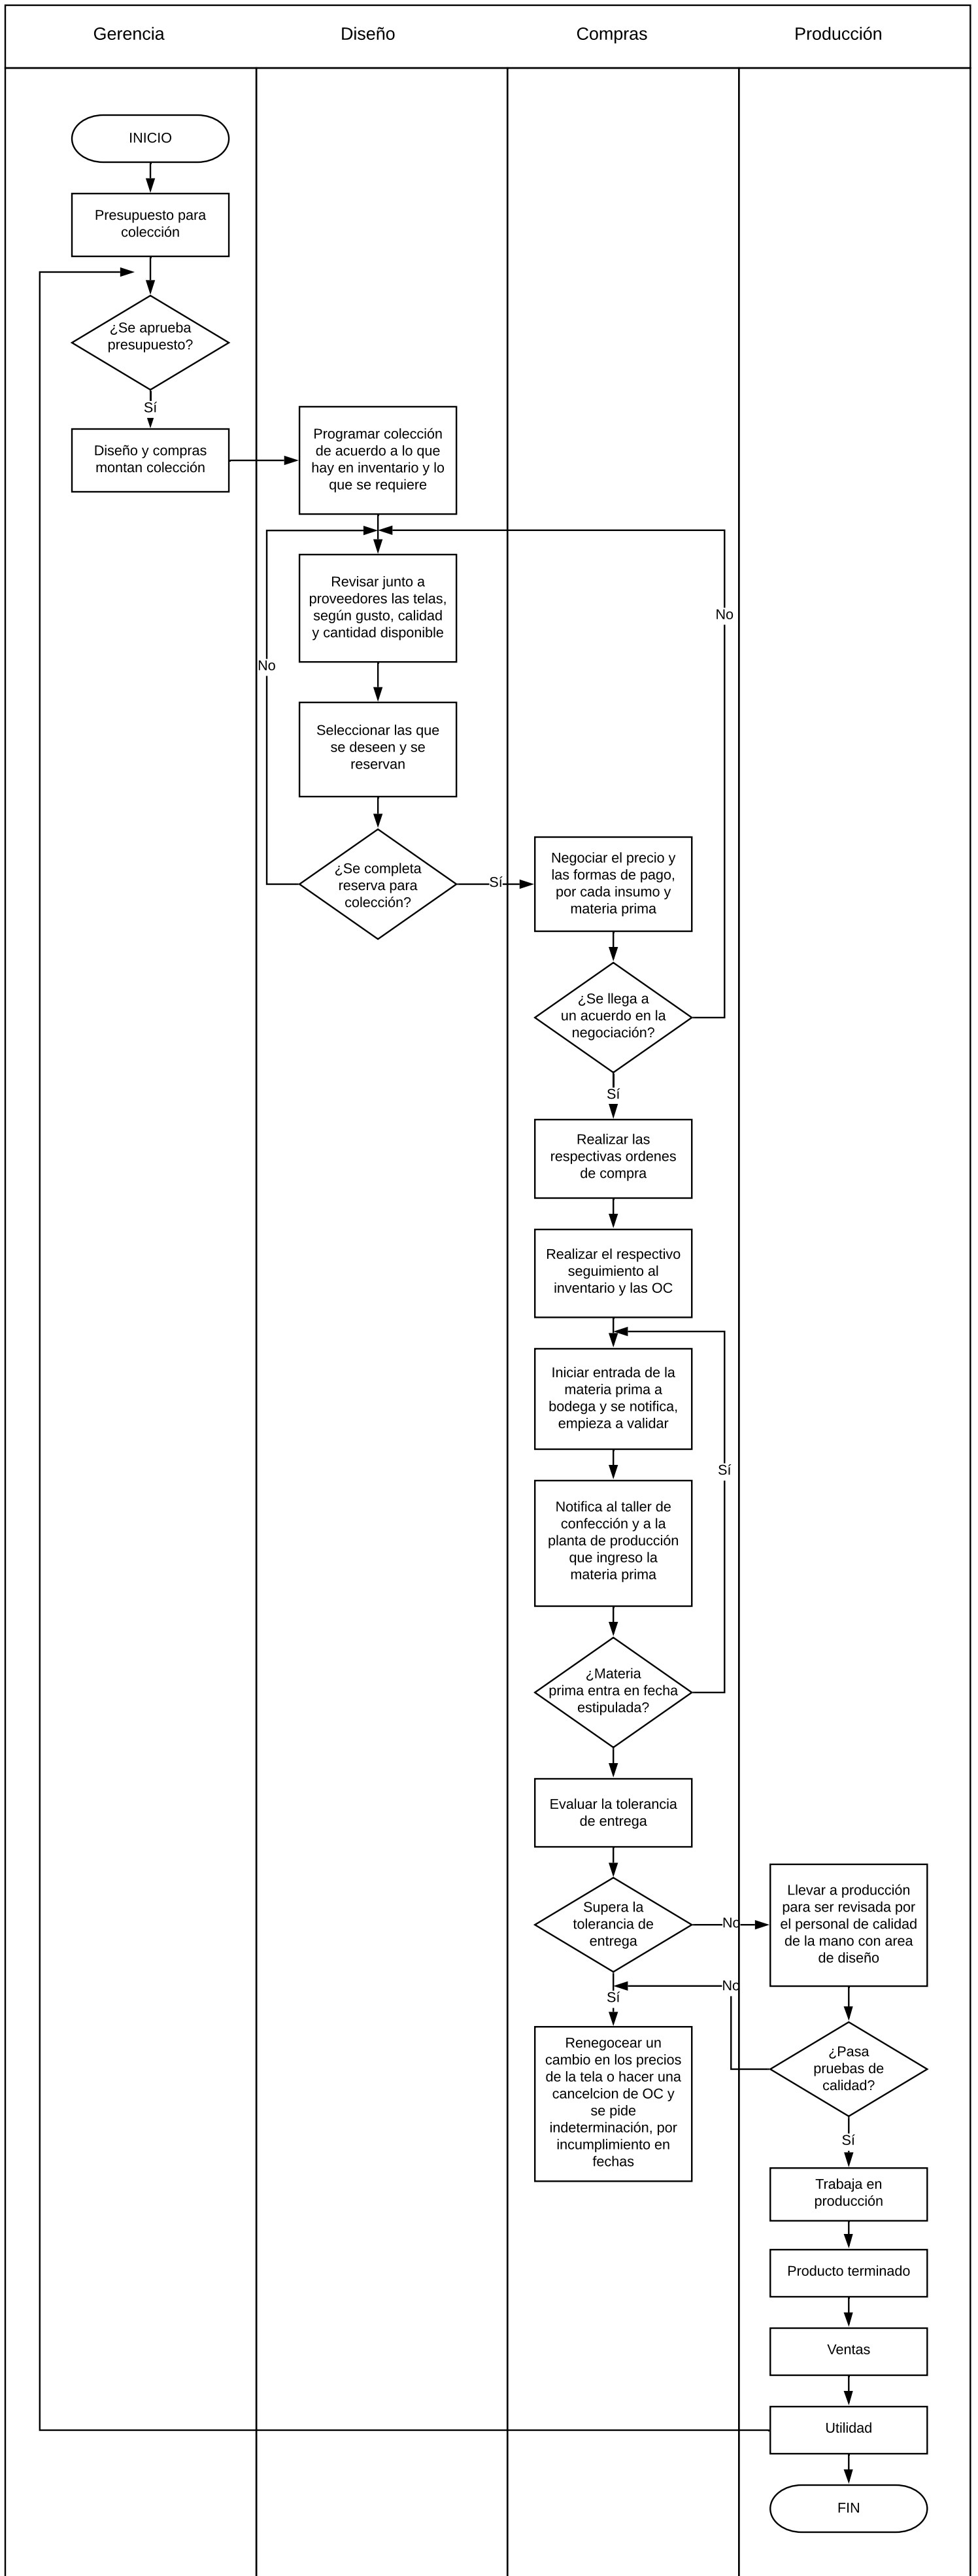 Gerencia
Diseño
Compras
Producción
INICIO
Presupuesto para
colección
¿Se aprueba
presupuesto?
Sí
Diseño y compras
montan colección
Programar colección
de acuerdo a lo que
hay en inventario y lo
que se requiere
Revisar junto a
proveedores las telas,
según gusto, calidad
y cantidad disponible
No
No
Seleccionar las que
se deseen y se
reservan
¿Se completa
reserva para
colección?
Sí
Negociar el precio y
las formas de pago,
por cada insumo y
materia prima
¿Se llega a
un acuerdo en la
negociación?
Sí
Realizar las
respectivas ordenes
de compra
Realizar el respectivo
seguimiento al
inventario y las OC
Iniciar entrada de la
materia prima a
bodega y se notifica,
empieza a validar
Sí
Notifica al taller de
confección y a la
planta de producción
que ingreso la
materia prima
¿Materia
prima entra en fecha
estipulada?
Evaluar la tolerancia
de entrega
Supera la
tolerancia de
entrega
No
Llevar a producción
para ser revisada por
el personal de calidad
de la mano con area
de diseño
No
Sí
Renegocear un
cambio en los precios
de la tela o hacer una
cancelcion de OC y
se pide
indeterminación, por
incumplimiento en
fechas
¿Pasa
pruebas de
calidad?
Sí
Trabaja en
producción
Producto terminado
Ventas
Utilidad
FIN